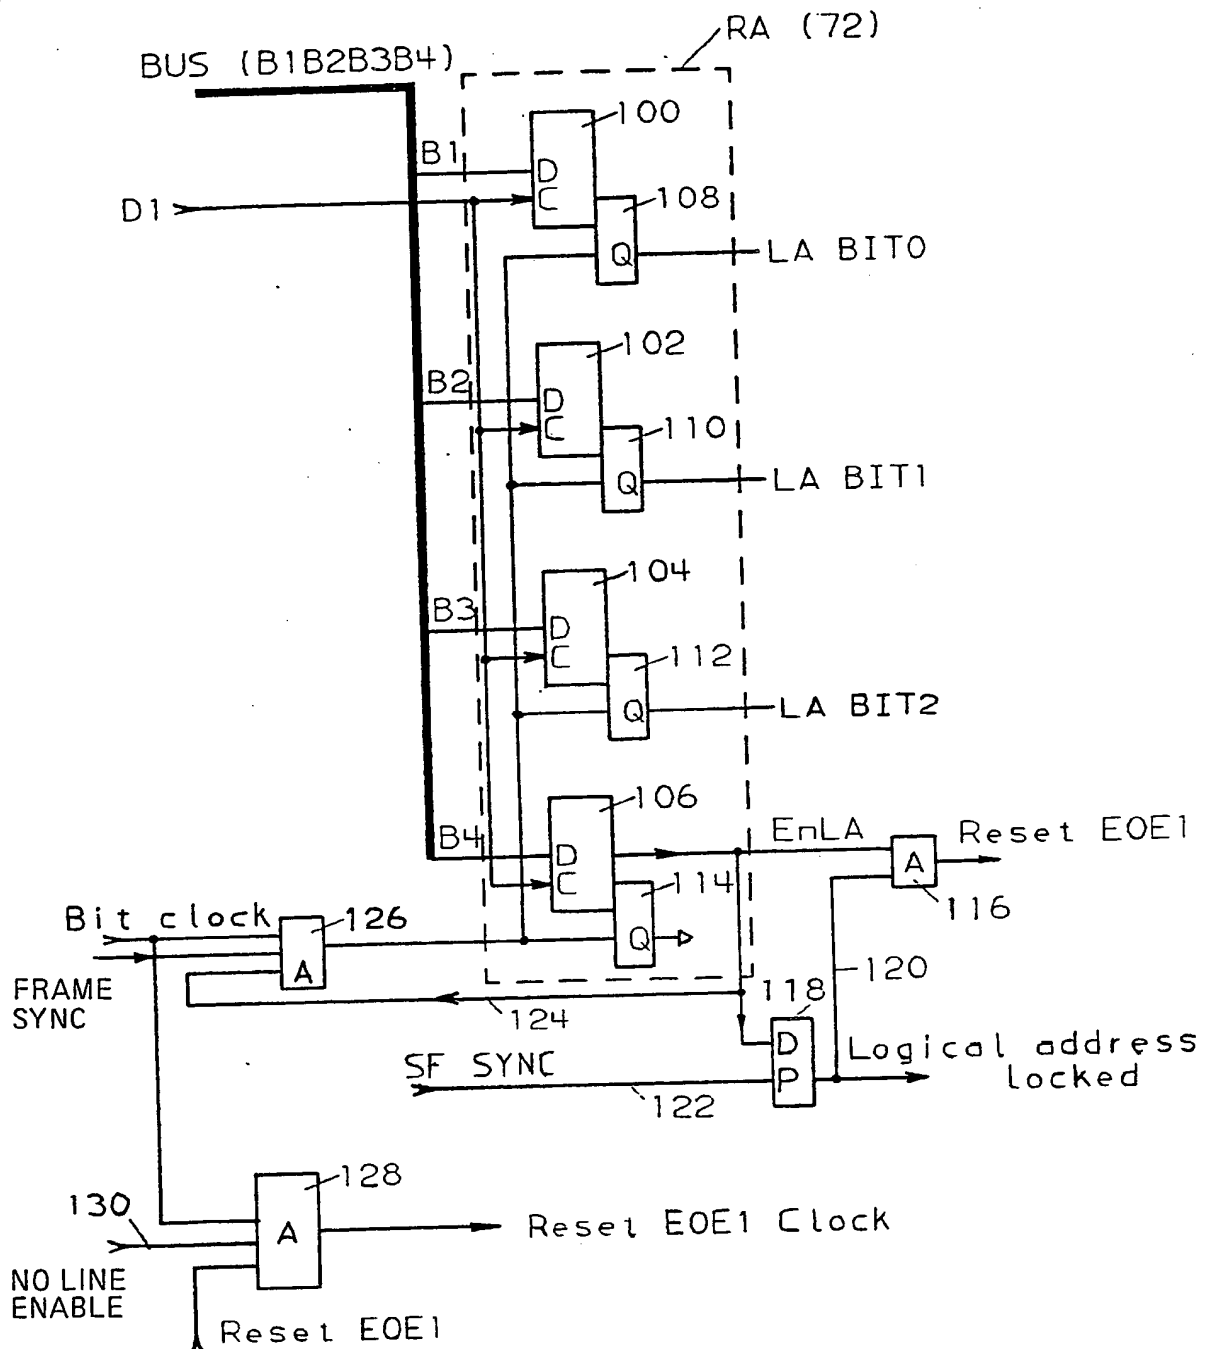 RA (72)
BUS (B1B2B3B4)
100
B1
D
C
D1
108
Q
LA BIT0
102
B2
D
C
110
Q
LA BIT1
104
B3
D
C
112
Q
LA BIT2
106
B4
D
C
EnLA
Reset EOE1
A
114
116
Q
Bit clock
126
A
FRAME
SYNC
124
118
120
D
P
Logical address
locked
SF SYNC
122
128
130
A
Reset EOE1 Clock
NO LINE
ENABLE
Reset EOE1